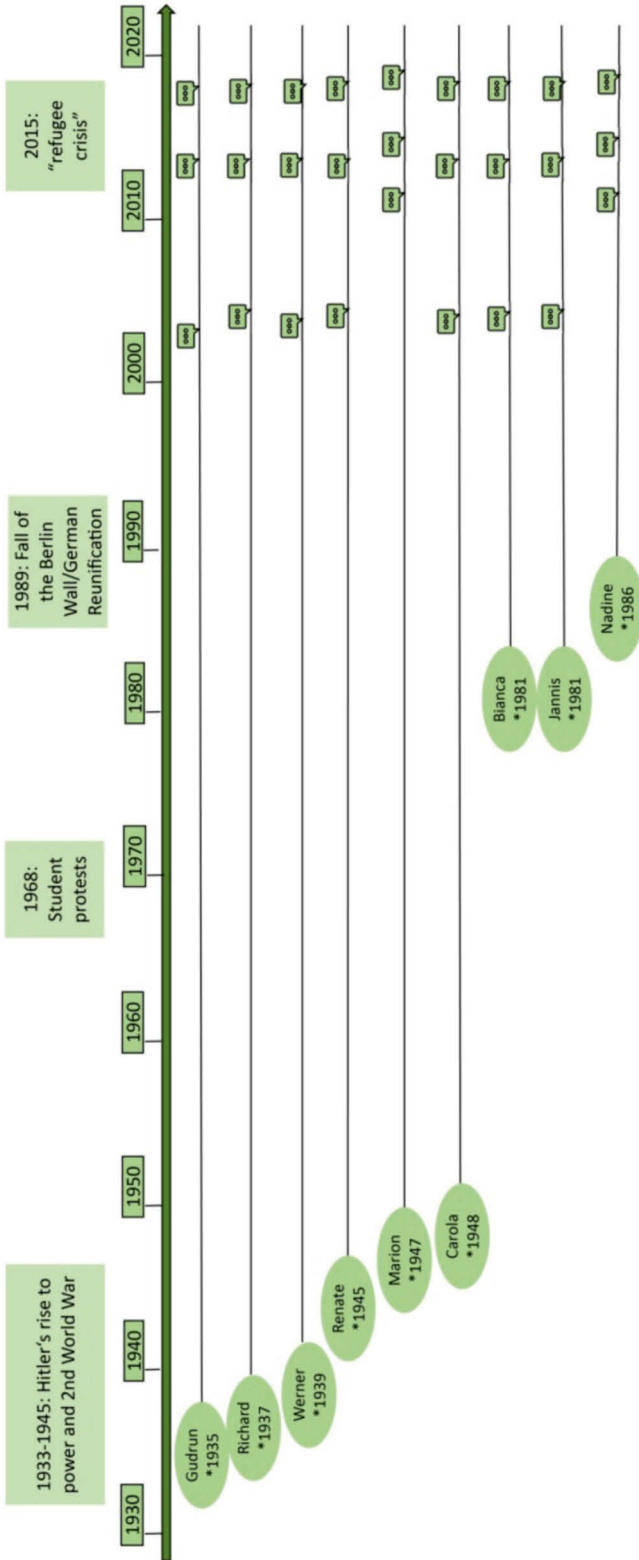 1933-1945: Hitler's rise to
power and 2nd World War
1968:
Student
protests
1989: Fall of
the Berlin
Wall/German
Reunification
2015:
"refugee
crisis"
1930
1940
1950
1960
1970
1980
1990
2000
2010
2020
Gudrun
*1935
Richard
*1937
Werner
*1939
Renate
*1945
Marion
*1947
Carola
*1948
Bianca
*1981
Jannis
*1981
Nadine
*1986